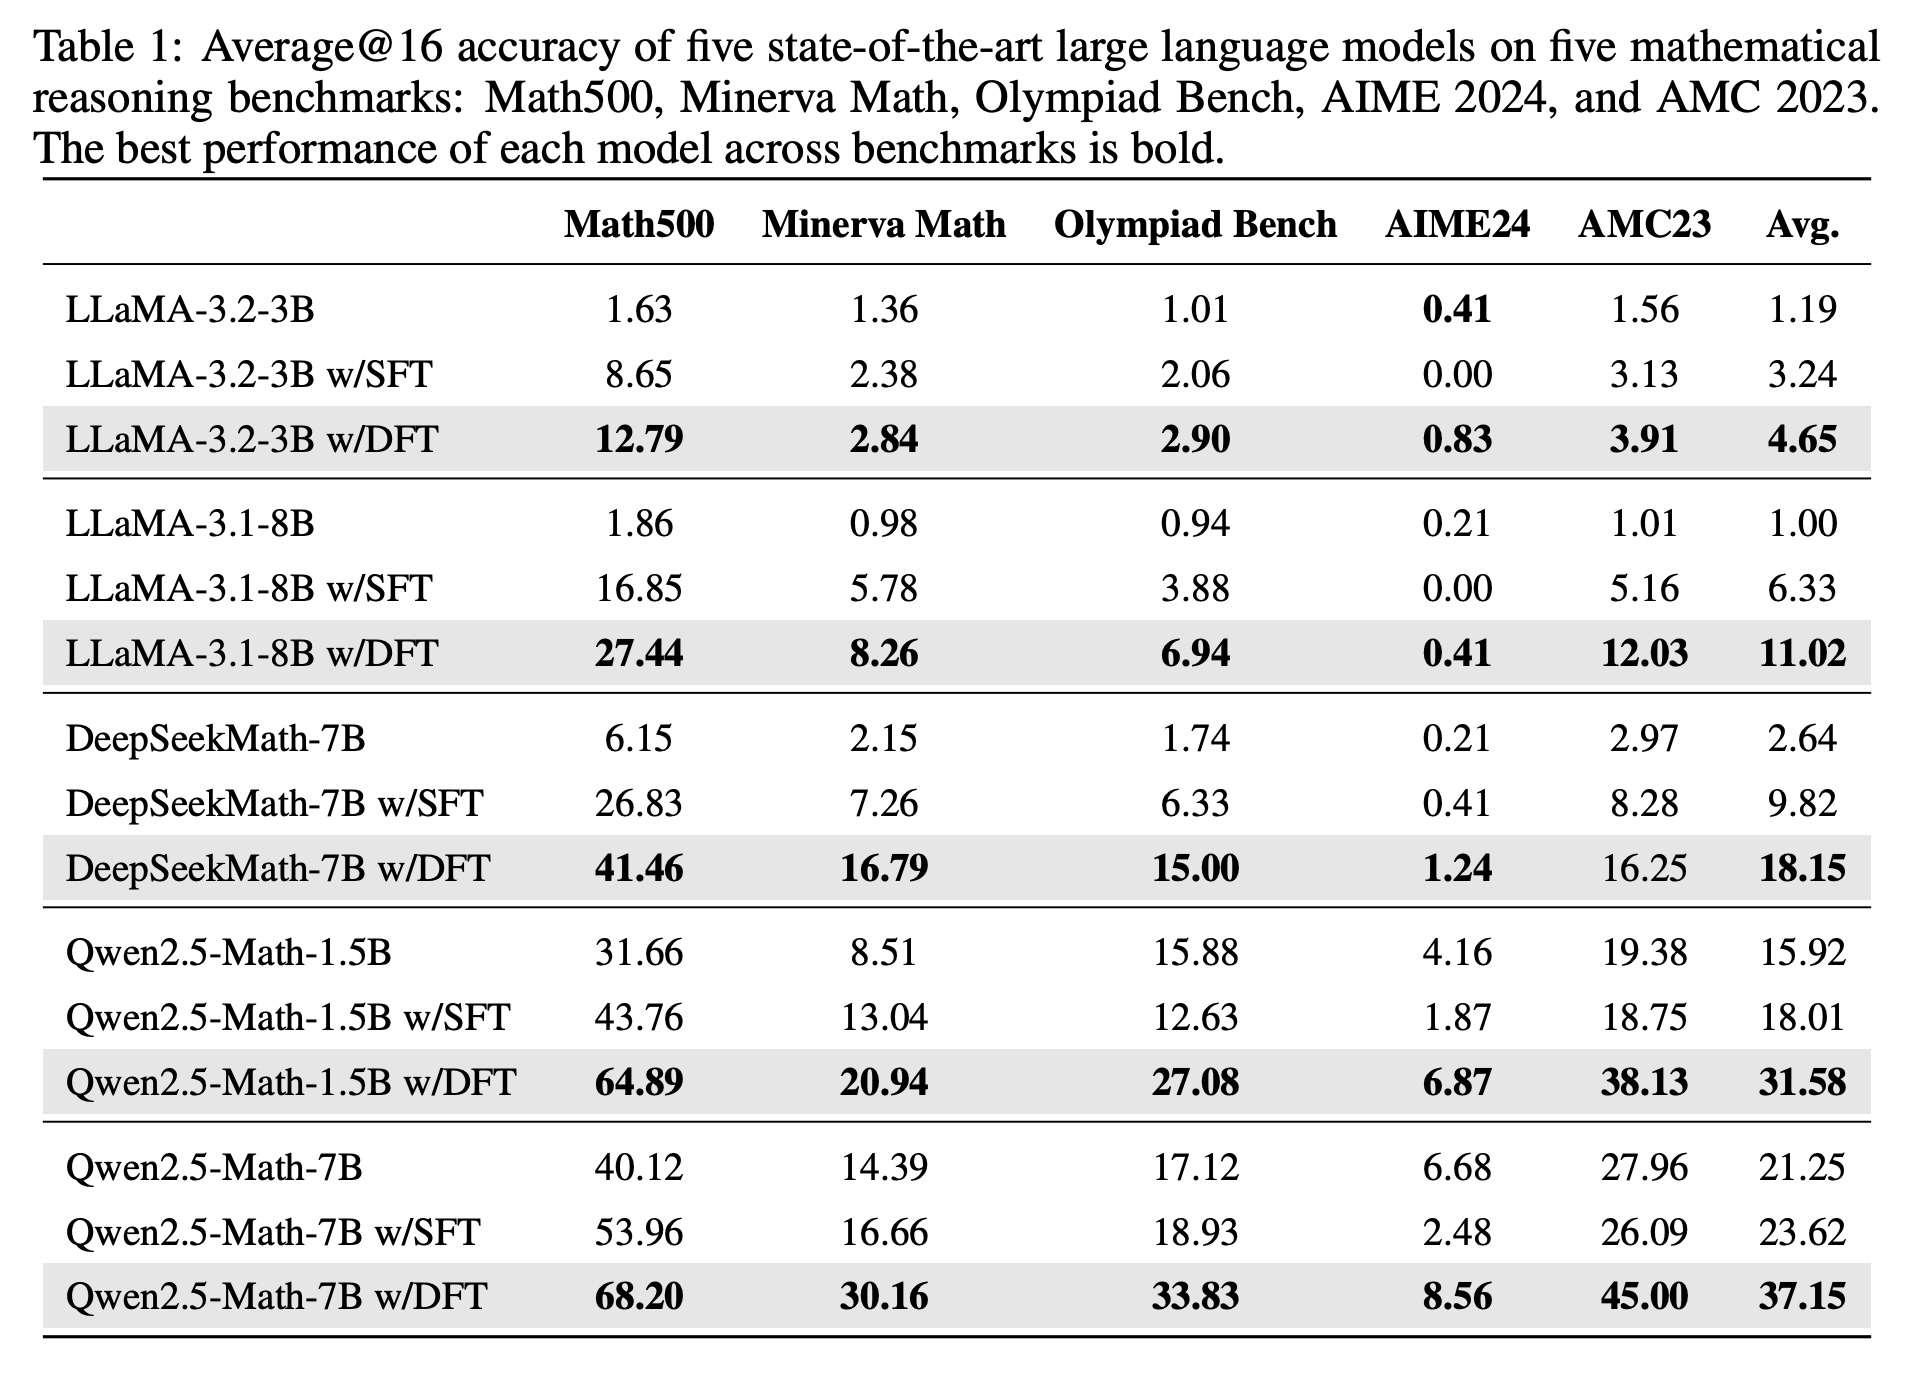 Table 1: Average@16 accuracy of five state-of-the-art large language models on five mathematical
reasoning benchmarks: Math500, Minerva Math, Olympiad Bench, AIME 2024, and AMC 2023.
The best performance of each model across benchmarks is bold.
Math500 Minerva Math Olympiad Bench AIME24 AMC23 Avg.
LLaMA-3.2-3B 1.63 1.36 1.01 0.41 1.56 1.19
LLaMA-3.2-3B w/SFT 8.65 2.38 2.06 0.00 3.13 3.24
LLaMA-3.2-3B w/DFT 12.79 2.84 2.90 0.83 3.91 4.65
LLaMA-3.1-8B 1.86 0.98 0.94 0.21 1.01 1.00
LLaMA-3.1-8B w/SFT 16.85 5.78 3.88 0.00 5.16 6.33
LLaMA-3.1-8B w/DFT 27.44 8.26 6.94 0.41 12.03 11.02
DeepSeekMath-7B 6.15 2.15 1.74 0.21 2.97 2.64
DeepSeekMath-7B w/SFT 26.83 7.26 6.33 0.41 8.28 9.82
DeepSeekMath-7B w/DFT 41.46 16.79 15.00 1.24 16.25 18.15
Qwen2.5-Math-1.5B 31.66 8.51 15.88 4.16 19.38 15.92
Qwen2.5-Math-1.5B w/SFT 43.76 13.04 12.63 1.87 18.75 18.01
Qwen2.5-Math-1.5B w/DFT 64.89 20.94 27.08 6.87 38.13 31.58
Qwen2.5-Math-7B 40.12 14.39 17.12 6.68 27.96 21.25
Qwen2.5-Math-7B w/SFT 53.96 16.66 18.93 2.48 26.09 23.62
Qwen2.5-Math-7B w/DFT 68.20 30.16 33.83 8.56 45.00 37.15